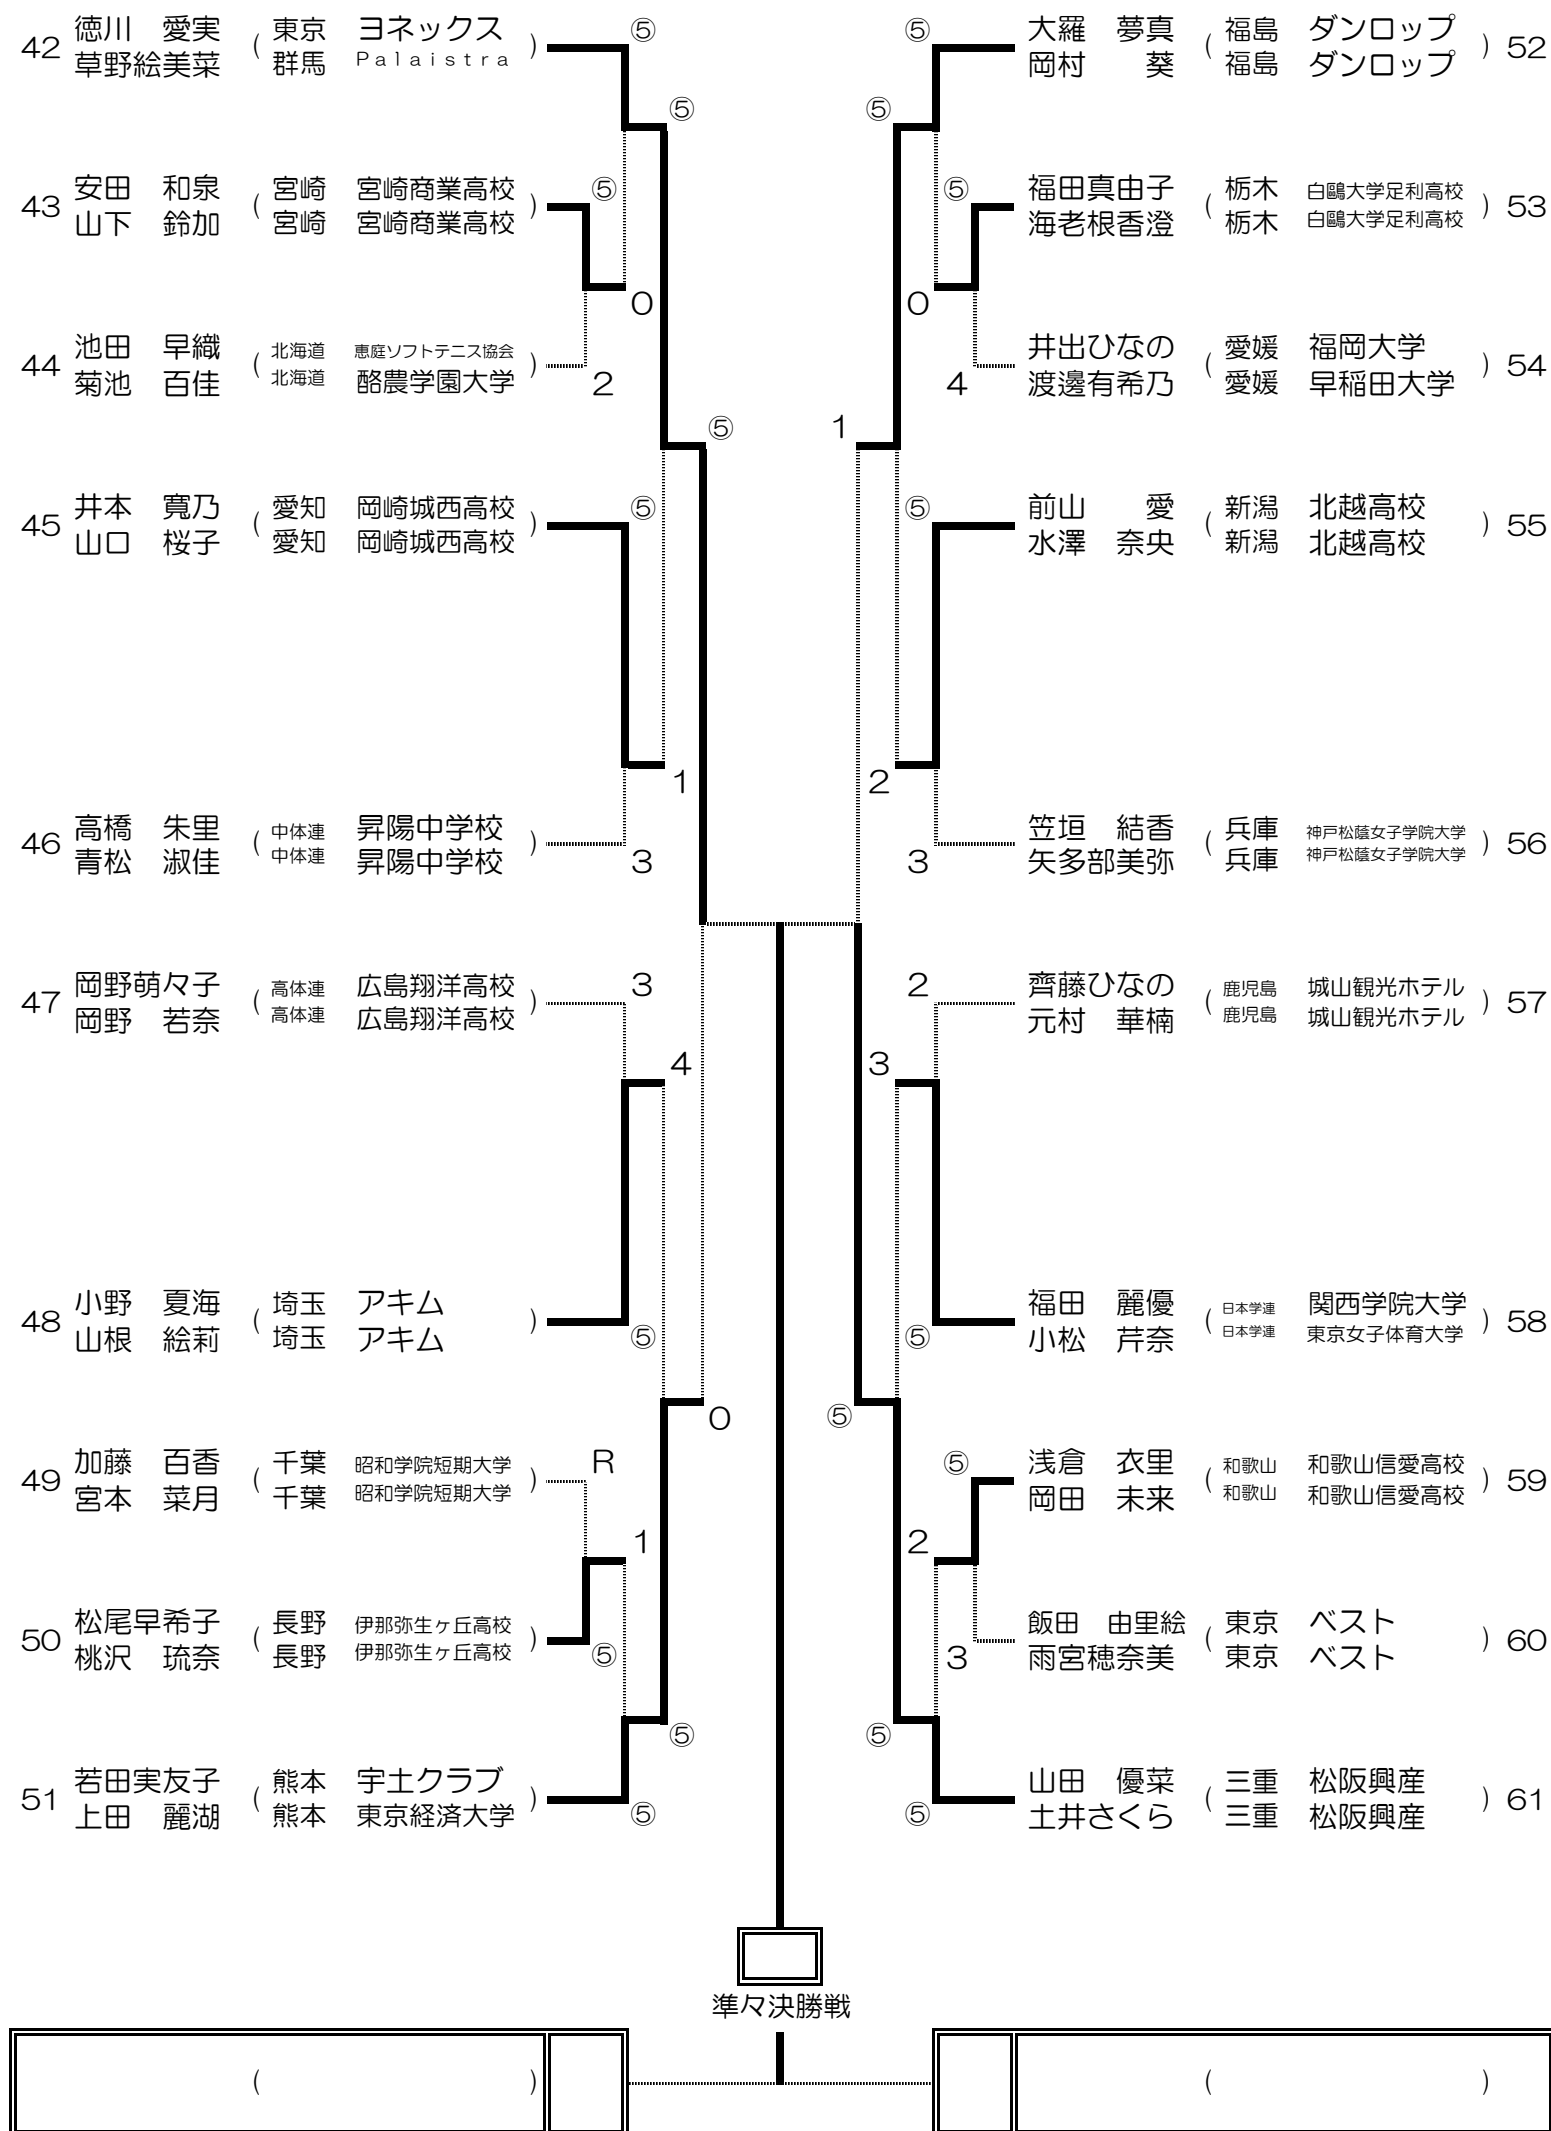 42 徳川　愛実 ( 東京　ヨネックス )
草野絵美菜 群馬　Palaistra
43 安田　和泉 ( 宮崎　宮崎商業高校 )
山下　鈴加 宮崎　宮崎商業高校
44 池田　早織 ( 北海道　恵庭ソフトテニス協会 )
菊池　百佳 北海道　酪農学園大学
45 井本　寛乃 ( 愛知　岡崎城西高校 )
山口　桜子 愛知　岡崎城西高校
46 高橋　朱里 ( 中体連　昇陽中学校 )
青松　淑佳 中体連　昇陽中学校
47 岡野萌々子 ( 高体連　広島翔洋高校 )
岡野　若奈 高体連　広島翔洋高校
48 小野　夏海 ( 埼玉　アキム )
山根　絵莉 埼玉　アキム
49 加藤　百香 ( 千葉　昭和学院短期大学 )
宮本　菜月 千葉　昭和学院短期大学
50 松尾早希子 ( 長野　伊那弥生ヶ丘高校 )
桃沢　琉奈 長野　伊那弥生ヶ丘高校
51 若田実友子 ( 熊本　宇土クラブ )
上田　麗湖 熊本　東京経済大学
⑤
⑤
⑤
0
2
⑤
⑤
1
3
3
4
⑤
0
R
1
⑤
⑤
⑤
⑤
⑤
⑤
0
4
1
⑤
2
3
2
3
⑤
⑤
⑤
2
3
⑤
⑤
大羅　夢真 ( 福島　ダンロップ ) 52
岡村　　葵 福島　ダンロップ
福田真由子 ( 栃木　白鷗大学足利高校 ) 53
海老根香澄 栃木　白鷗大学足利高校
井出ひなの ( 愛媛　福岡大学 ) 54
渡邊有希乃 愛媛　早稲田大学
前山　　愛 ( 新潟　北越高校 ) 55
水澤　奈央 新潟　北越高校
笠垣　結香 ( 兵庫　神戸松蔭女子学院大学 ) 56
矢多部美弥 兵庫　神戸松蔭女子学院大学
齊藤ひなの ( 鹿児島　城山観光ホテル ) 57
元村　華楠 鹿児島　城山観光ホテル
福田　麗優 ( 日本学連　関西学院大学 ) 58
小松　芹奈 日本学連　東京女子体育大学
浅倉　衣里 ( 和歌山　和歌山信愛高校 ) 59
岡田　未来 和歌山　和歌山信愛高校
飯田　由里絵 ( 東京　ベスト ) 60
雨宮穂奈美 東京　ベスト
山田　優菜 ( 三重　松阪興産 ) 61
土井さくら 三重　松阪興産
準々決勝戦
( )
( )